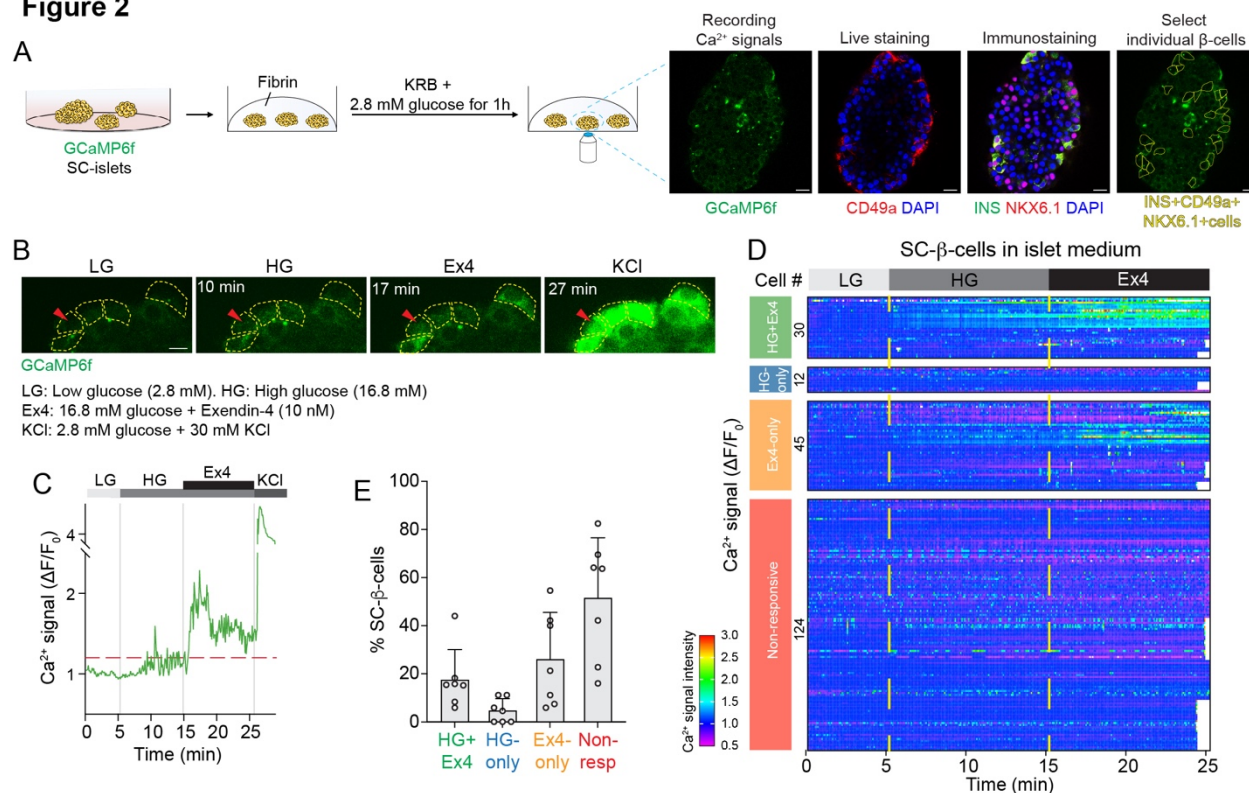 Figure 2
A
GCaMP6f
SC-islets
Fibrin
KRB +
2.8 mM glucose for 1h
Recording
Ca²⁺ signals
GCaMP6f
Live staining
CD49a DAPI
Immunostaining
INS NKX6.1 DAPI
Select
individual β-cells
INS+CD49a+
NKX6.1+cells
B
LG
HG
Ex4
KCl
10 min
17 min
27 min
GCaMP6f
LG: Low glucose (2.8 mM). HG: High glucose (16.8 mM)
Ex4: 16.8 mM glucose + Exendin-4 (10 nM)
KCl: 2.8 mM glucose + 30 mM KCl
C
Ex4
LG
HG
KCl
Ca²⁺ signal (ΔF/F₀)
4
2
1
0
5
10
15
20
25
Time (min)
E
% SC-β-cells
100
80
60
40
20
0
HG+
Ex4
HG-
only
Ex4-
only
Non-
resp
D
SC-β-cells in islet medium
Cell #
LG
HG
Ex4
HG+Ex4
30
HG-
only
12
Ex4-only
45
Non-responsive
124
Ca²⁺ signal (ΔF/F₀)
Ca²⁺ signal intensity
3.0
2.5
2.0
1.5
1.0
0.5
0
5
10
15
20
25
Time (min)